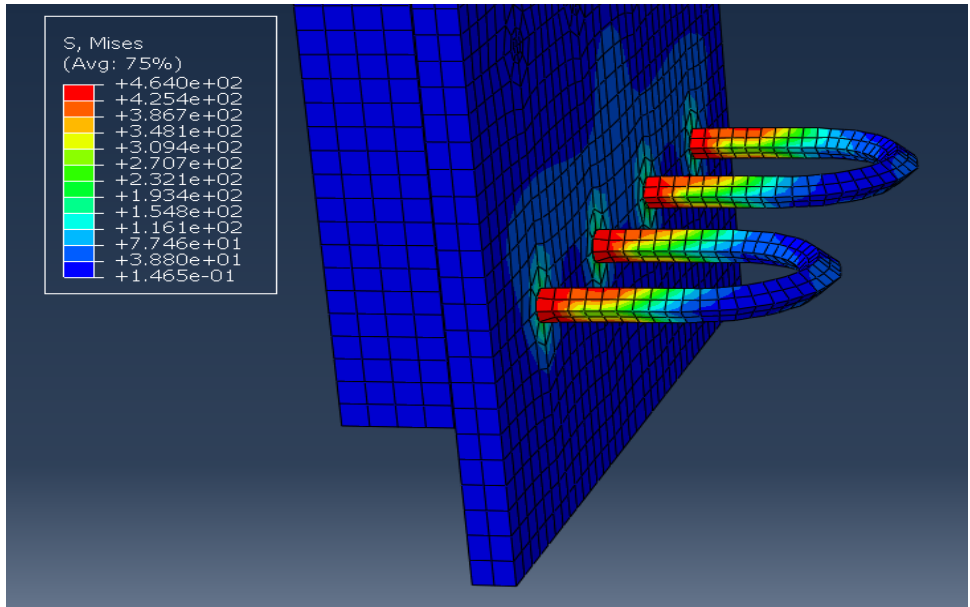 S, Mises
(Avg: 75%)
+4.640e+02
+4.254e+02
+3.867e+02
+3.481e+02
+3.094e+02
+2.707e+02
+2.321e+02
+1.934e+02
+1.548e+02
+1.161e+02
+7.746e+01
+3.880e+01
+1.465e-01